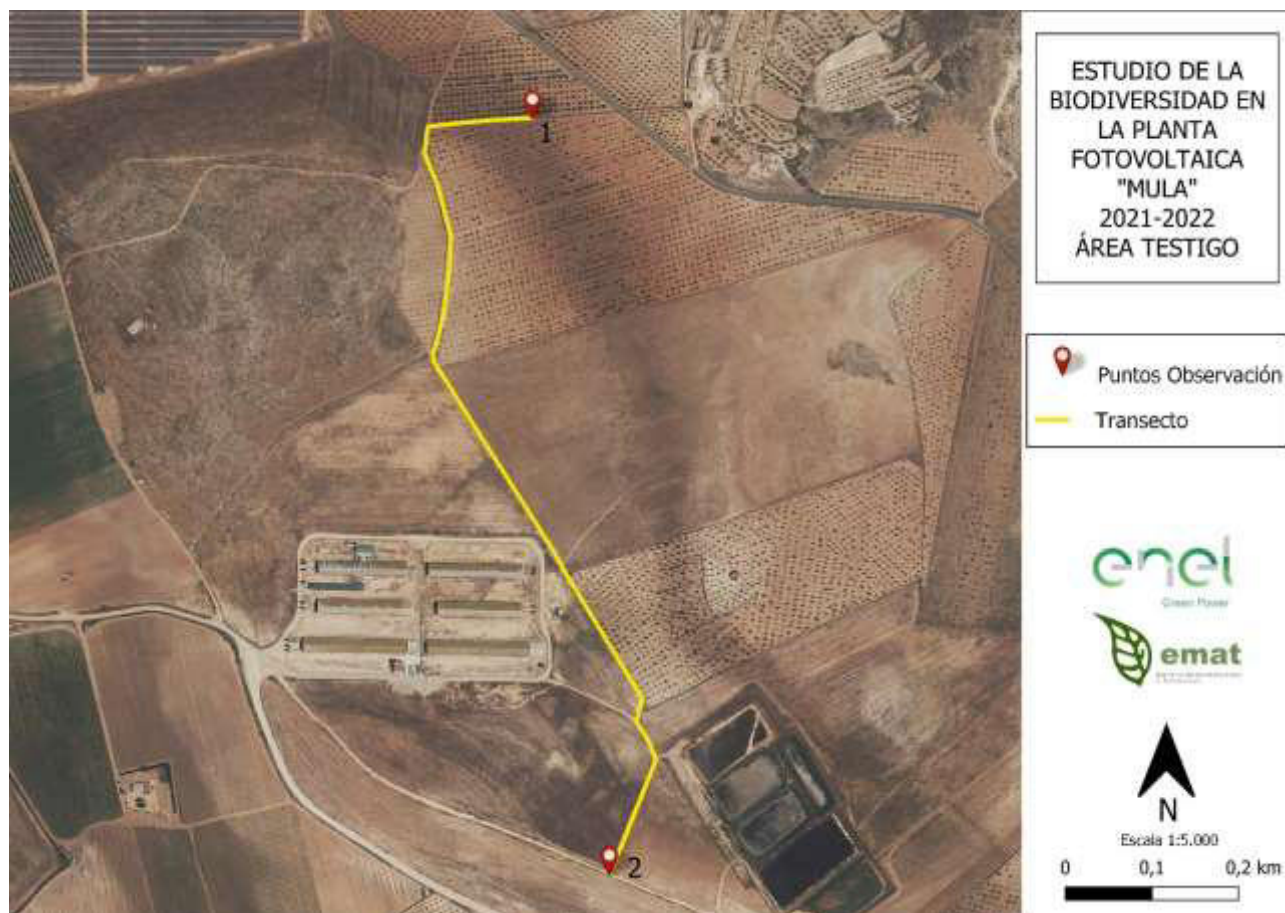 ESTUDIO DE LA
BIODIVERSIDAD EN
LA PLANTA
FOTOVOLTAICA
"MULA"
2021-2022
ÁREA TESTIGO
Puntos Observación
Transecto
enel
Green Power
emat
N
Escala 1:5.000
0 0,1 0,2 km
1
2